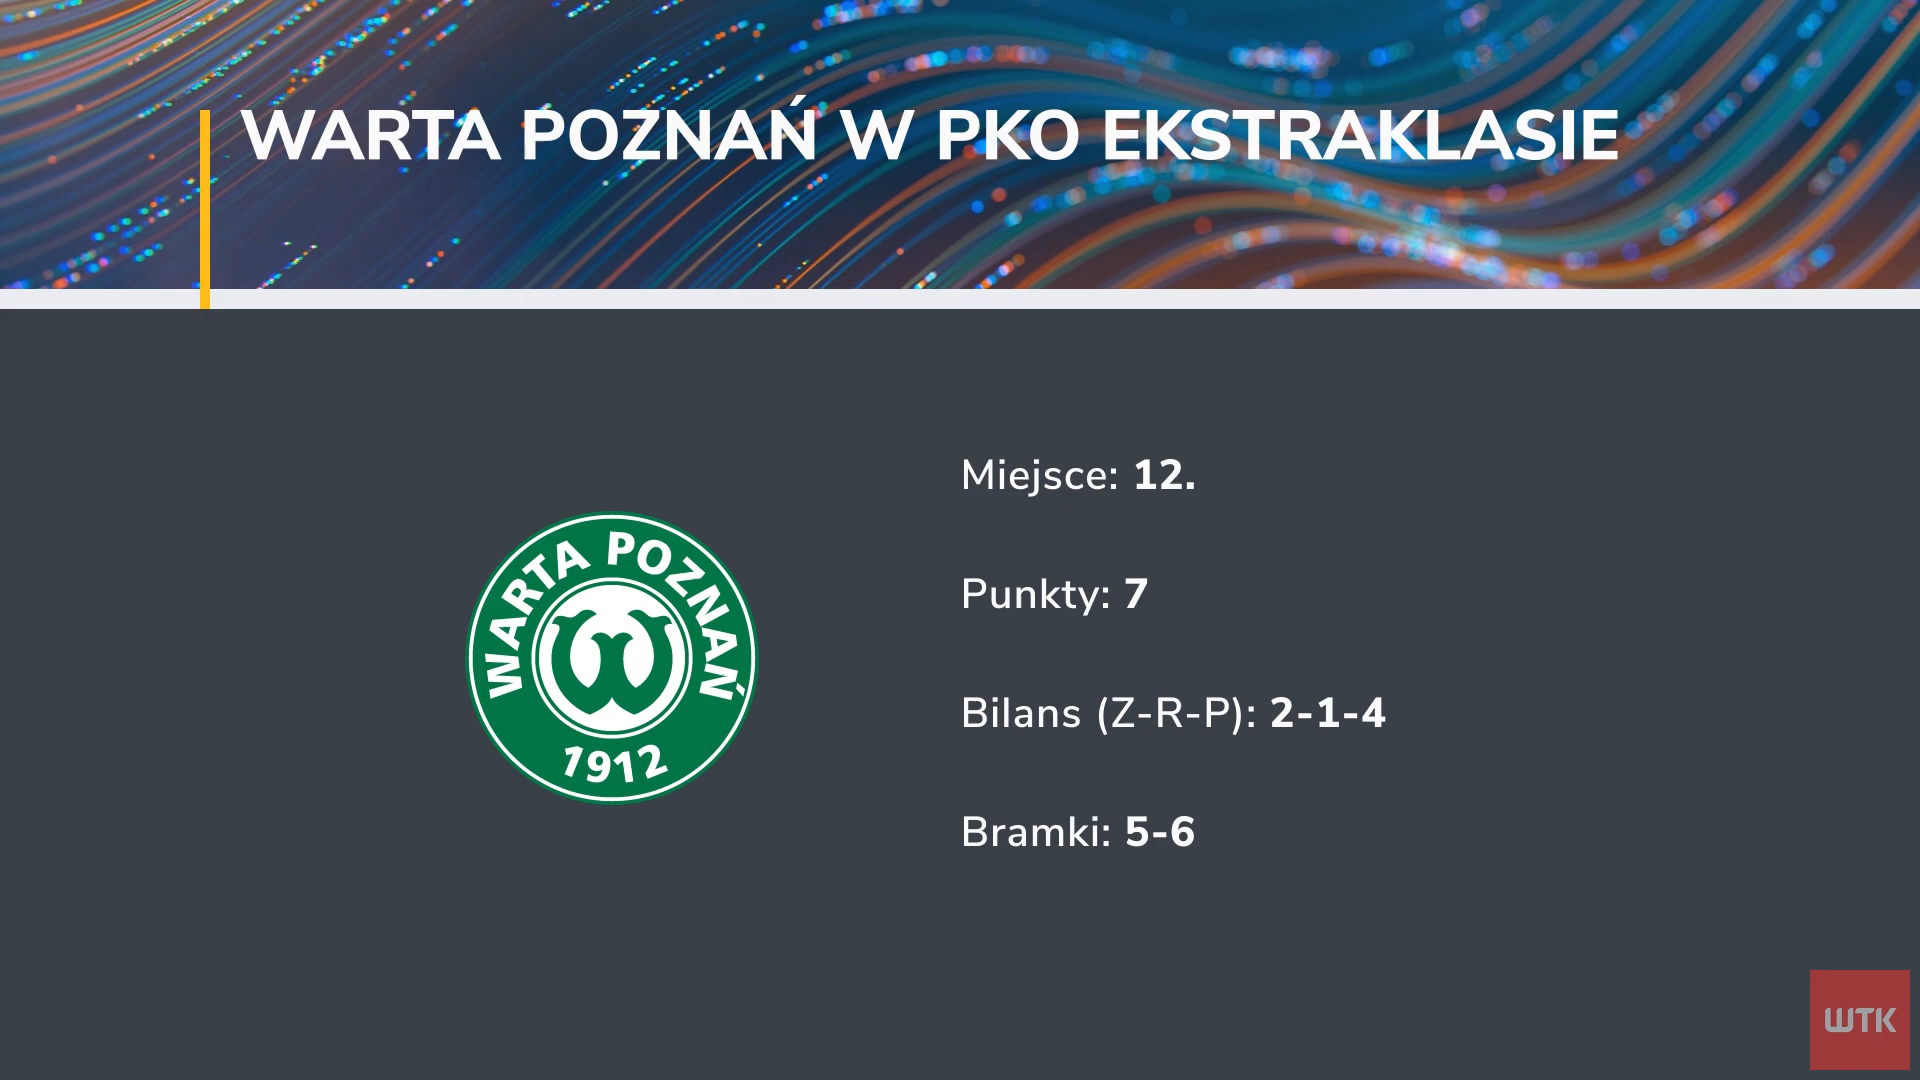 WARTA POZNAŃ W PKO EKSTRAKLASIE
Miejsce: 12.
Punkty: 7
Bilans (Z-R-P): 2-1-4
Bramki: 5-6
WARTA POZNAŃ
1912
WTK